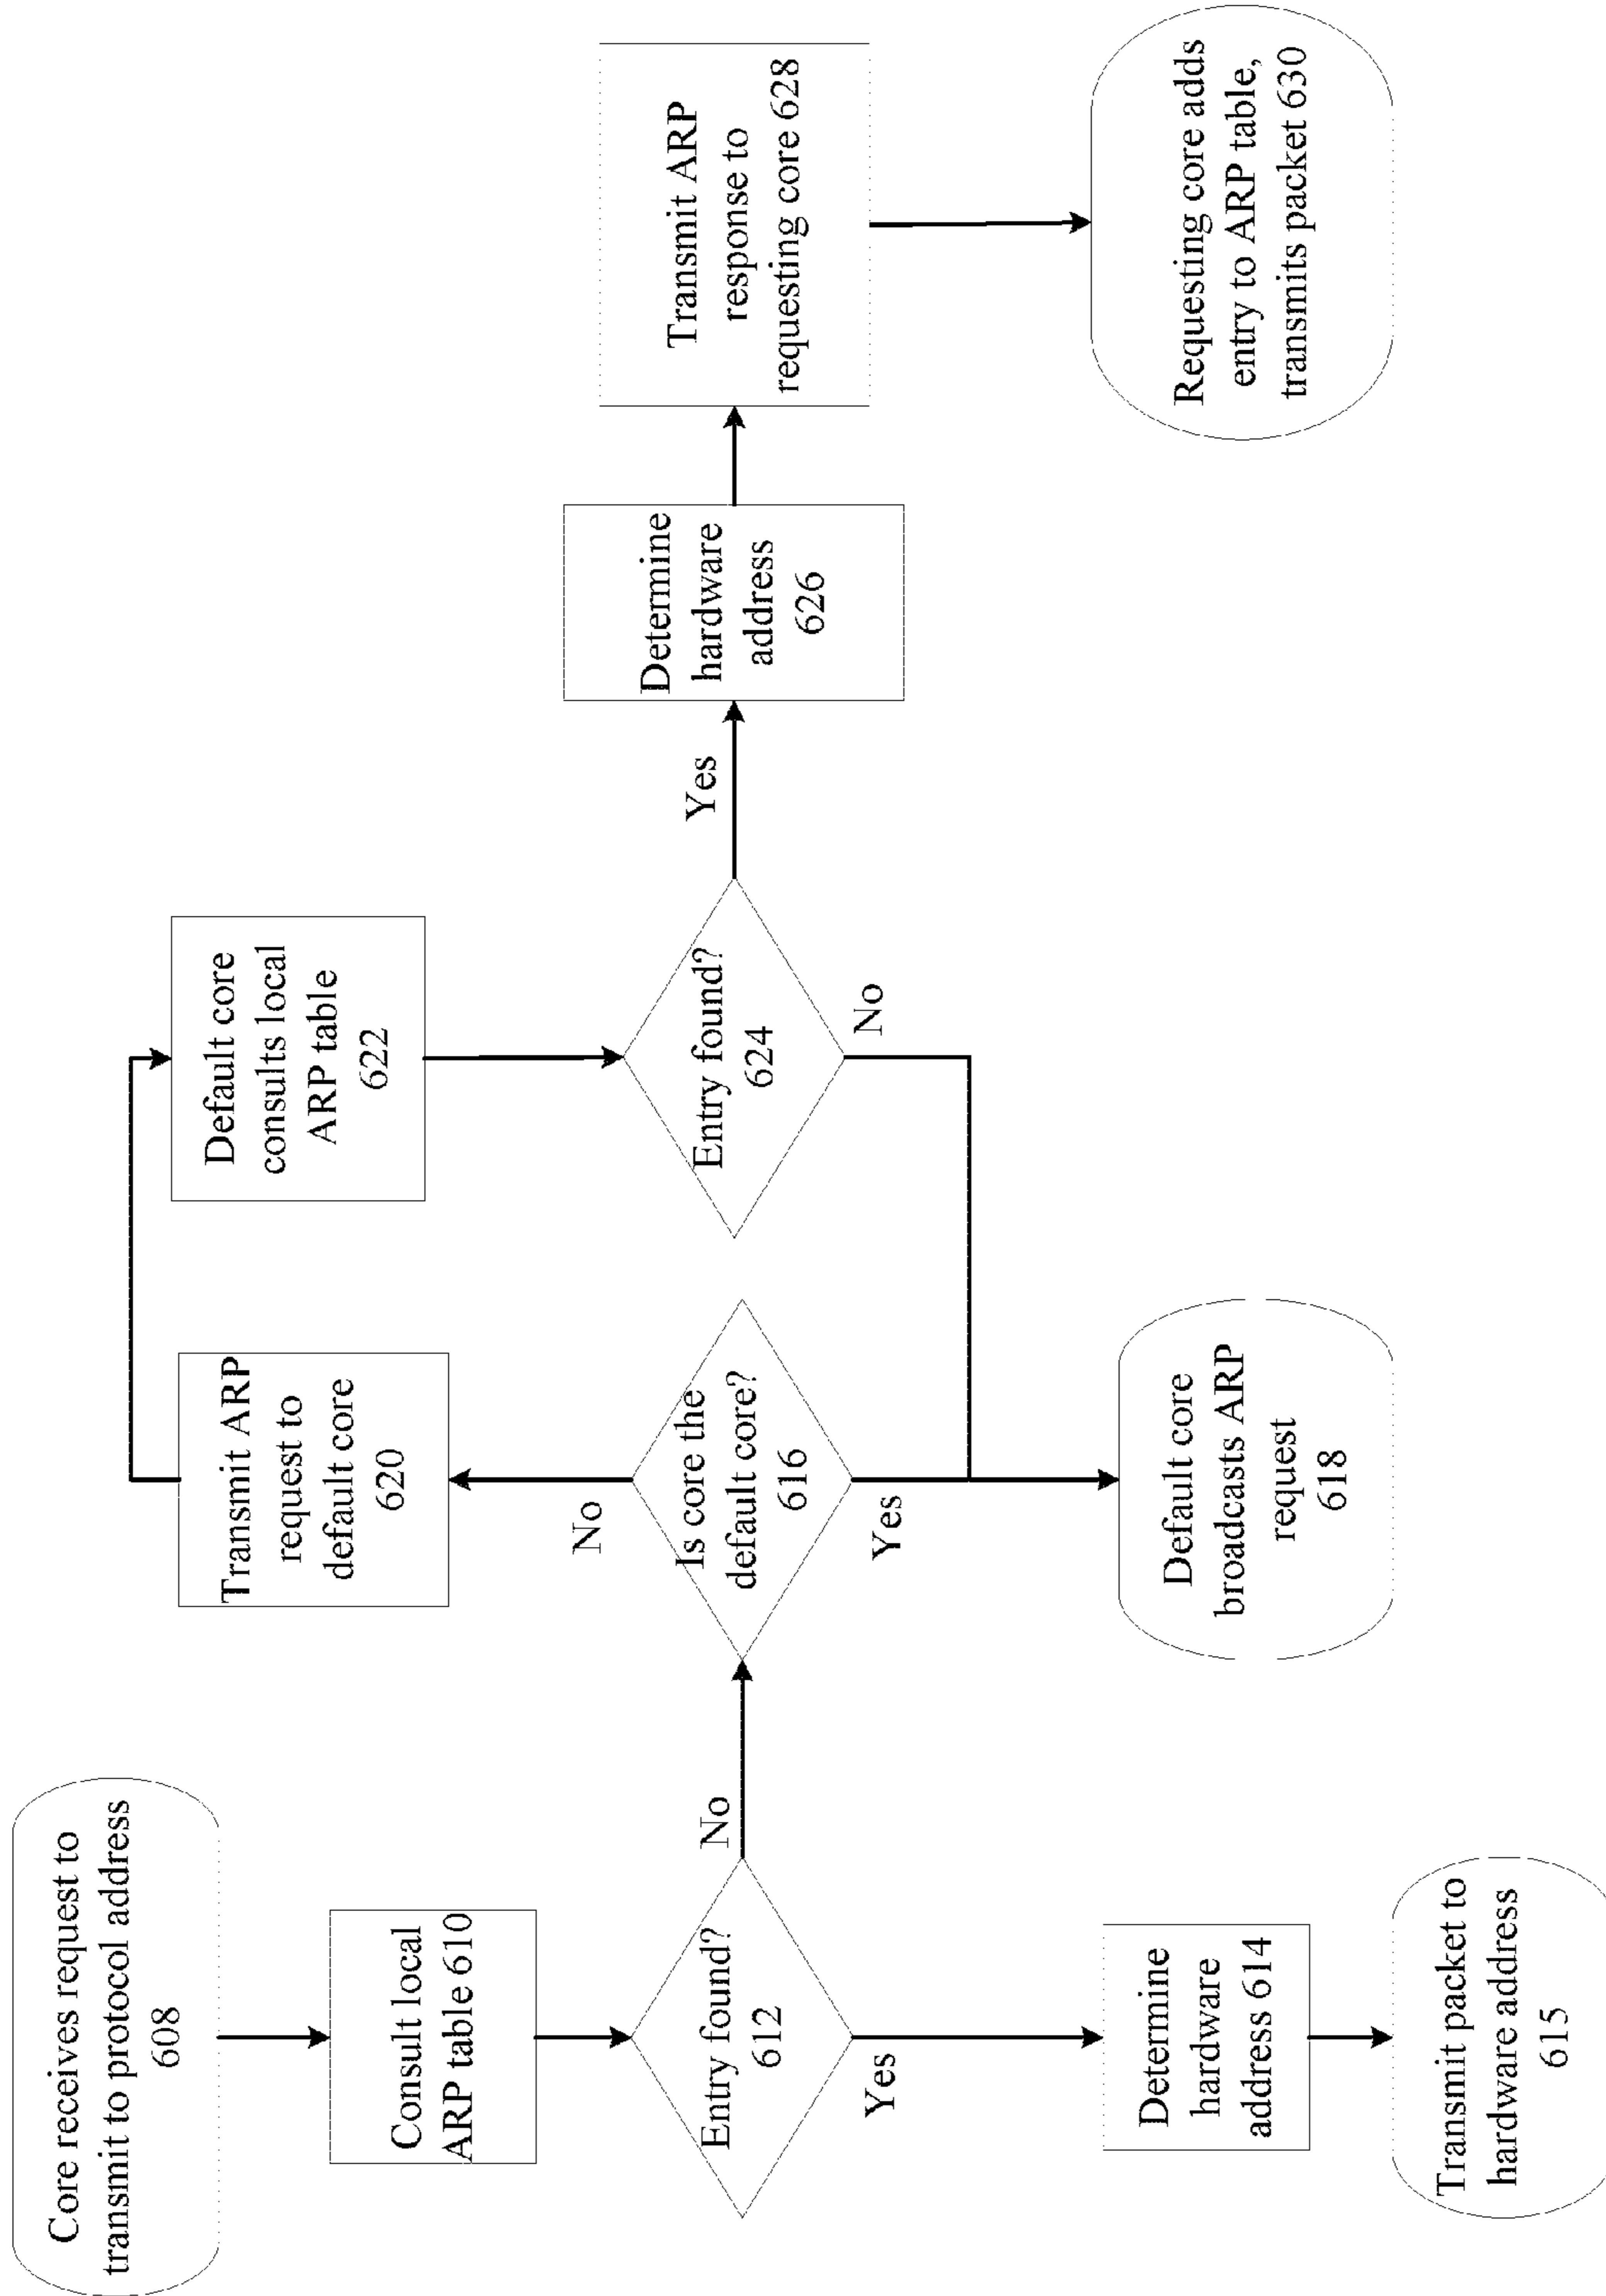 Core receives request to
transmit to protocol address
608
Consult local
ARP table 610
Entry found?
612
No
Yes
Determine
hardware
address 614
Transmit packet to
hardware address
615
Transmit ARP
request to
default core
620
No
Is core the
default core?
616
Yes
Default core
broadcasts ARP
request
618
Default core
consults local
ARP table
622
Entry found?
624
No
Yes
Determine
hardware
address
626
Transmit ARP
response to
requesting core 628
Requesting core adds
entry to ARP table,
transmits packet 630